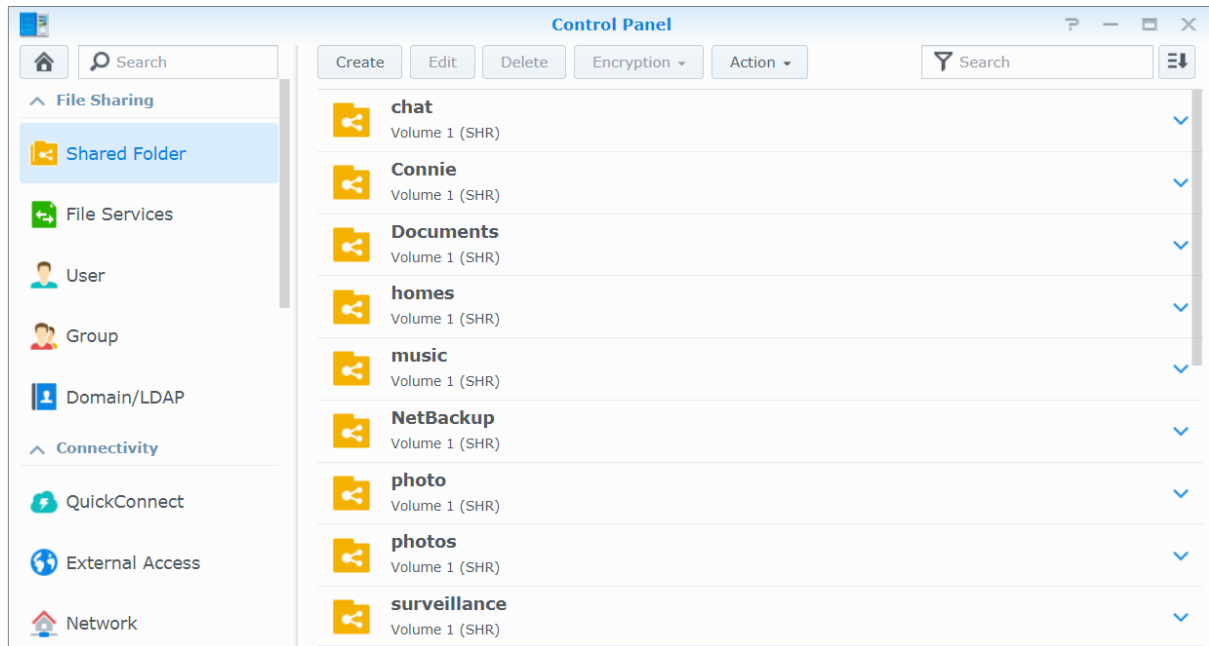 Control Panel
Search
Create Edit Delete Encryption Action Search
File Sharing
Shared Folder
File Services
User
Group
Domain/LDAP
Connectivity
QuickConnect
External Access
Network
chat
Volume 1 (SHR)
Connie
Volume 1 (SHR)
Documents
Volume 1 (SHR)
homes
Volume 1 (SHR)
music
Volume 1 (SHR)
NetBackup
Volume 1 (SHR)
photo
Volume 1 (SHR)
photos
Volume 1 (SHR)
surveillance
Volume 1 (SHR)